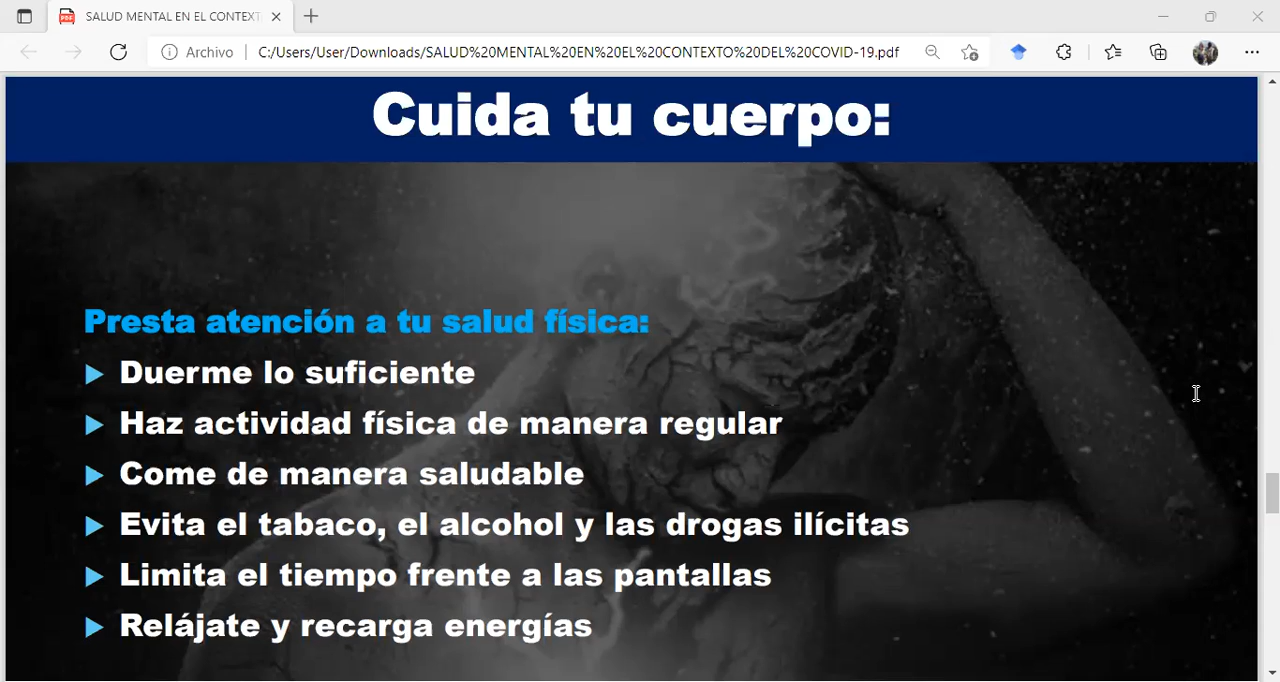 SALUD MENTAL EN EL CONTEXT
Archivo
C:/Users/User/Downloads/SALUD%20MENTAL%20EN%20EL%20CONTEXTO%20DEL%20COVID-19.pdf
Cuida tu cuerpo:
Presta atención a tu salud física:
Duerme lo suficiente
Haz actividad física de manera regular
Come de manera saludable
Evita el tabaco, el alcohol y las drogas ilícitas
Limita el tiempo frente a las pantallas
Relájate y recarga energías